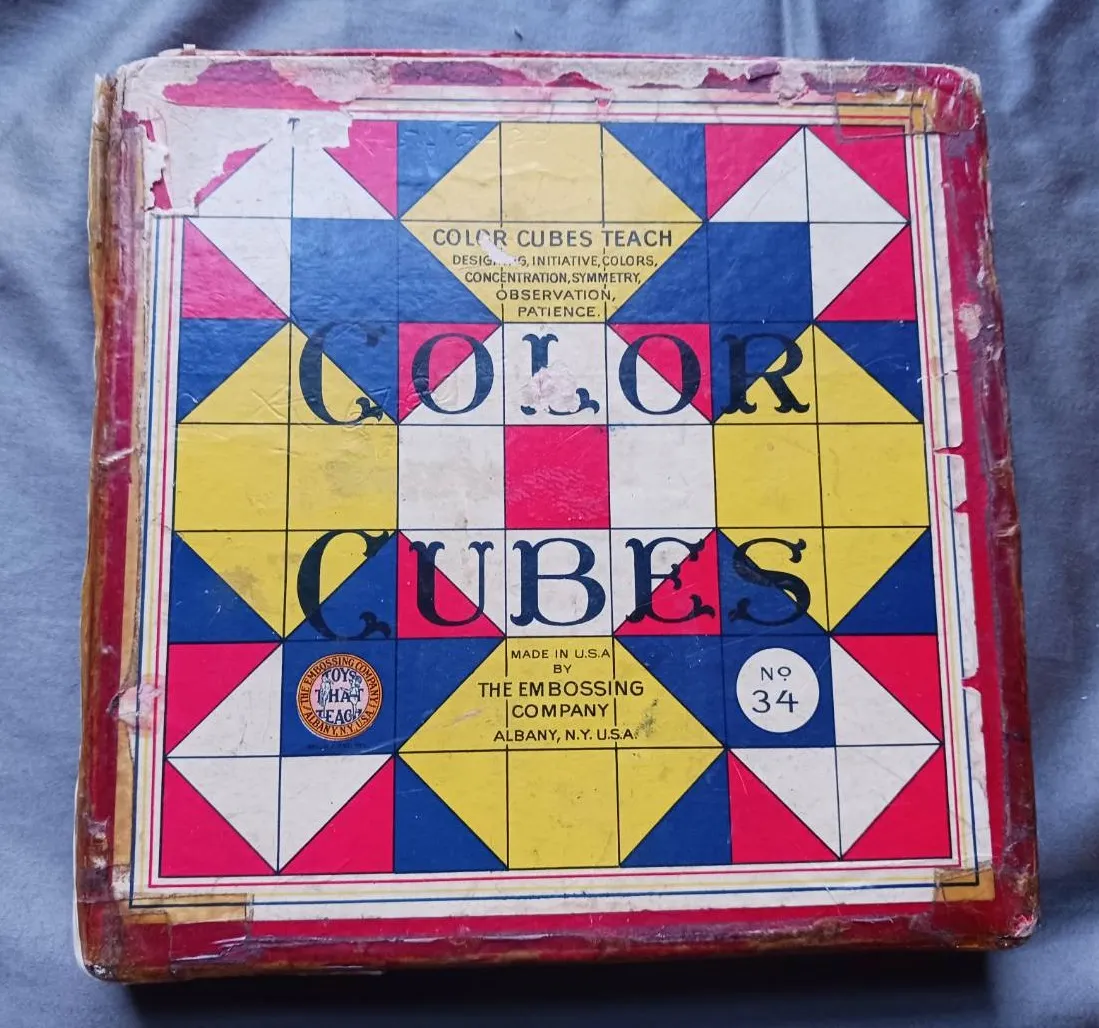 COLOR CUBES TEACH
DESIGNING, INITIATIVE, COLORS,
CONCENTRATION, SYMMETRY,
OBSERVATION,
PATIENCE.
COLOR
CUBES
THE EMBOSSING COMPANY
TOYS
THAT
TEACH
ALBANY, N.Y. U.S.A.
MADE IN U.S.A
BY
THE EMBOSSING
COMPANY
ALBANY, N.Y. U.S.A.
Nº
34